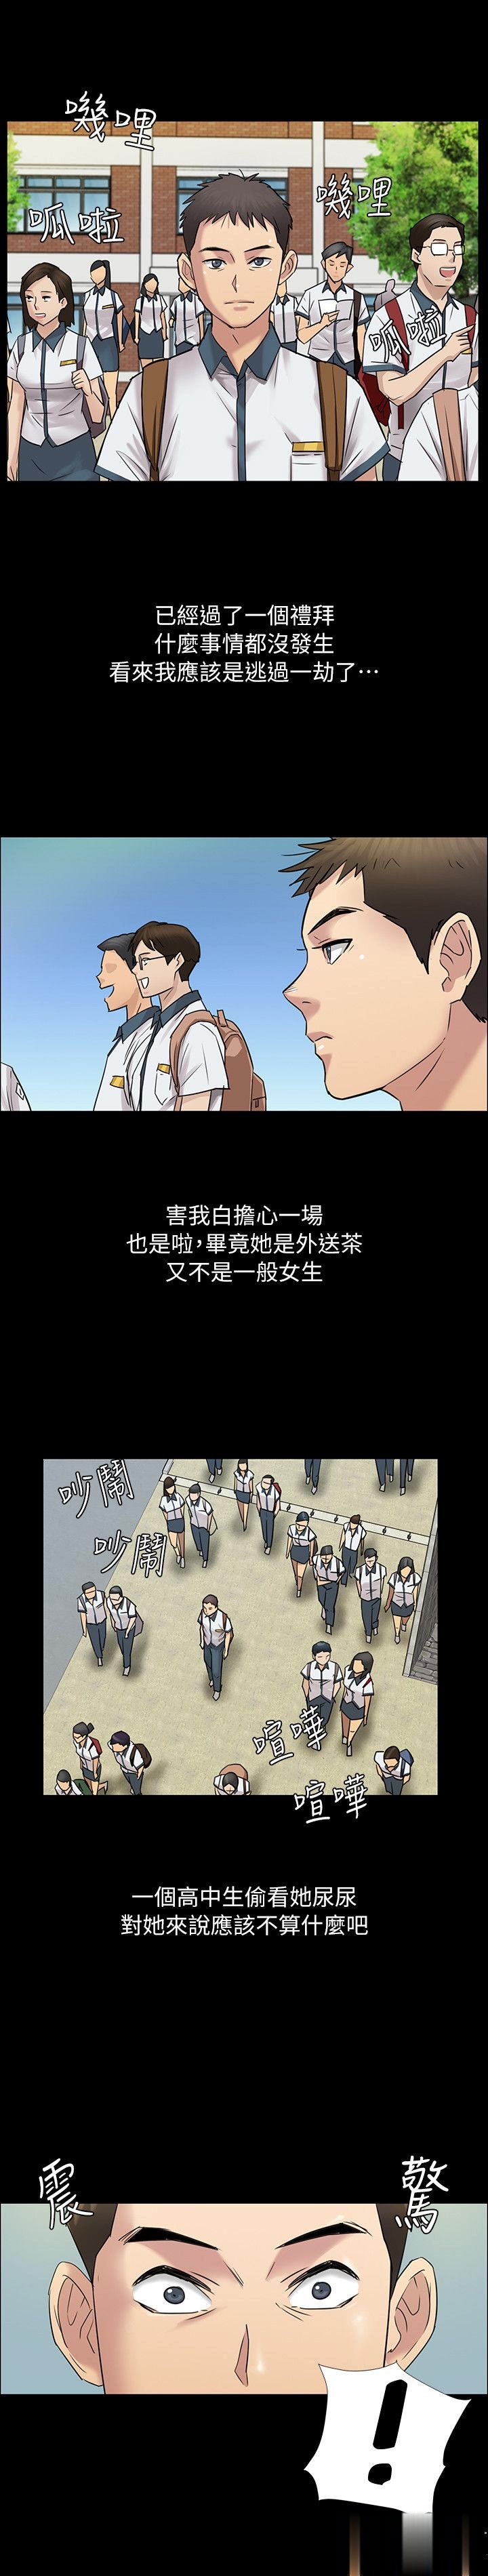 嘰哩
呱啦
嘰哩
呱啦
已經過了一個禮拜
什麼事情都沒發生
看來我應該是逃過一劫了…
害我白擔心一場
也是啦，畢竟她是外送茶
又不是一般女生
吵鬧
吵鬧
喧嘩
喧嘩
一個高中生偷看她尿尿
對她來說應該不算什麼吧
震
驚
！